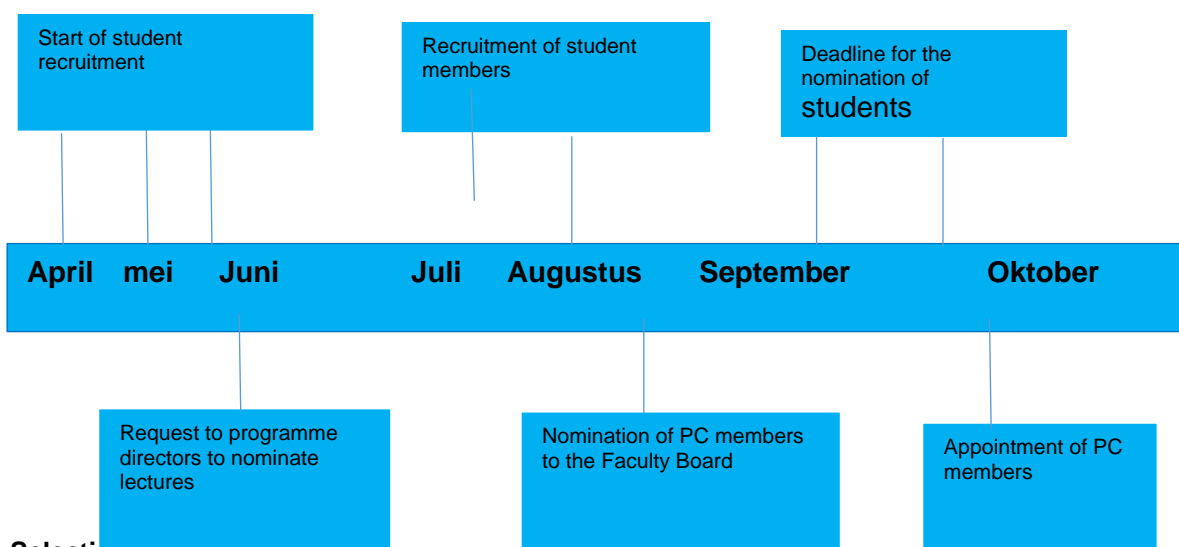 Start of student
recruitment
Recruitment of student
members
Deadline for the
nomination of
students
April mei Juni Juli Augustus September Oktober
Request to programme
directors to nominate
lectures
Nomination of PC members
to the Faculty Board
Appointment of PC
members